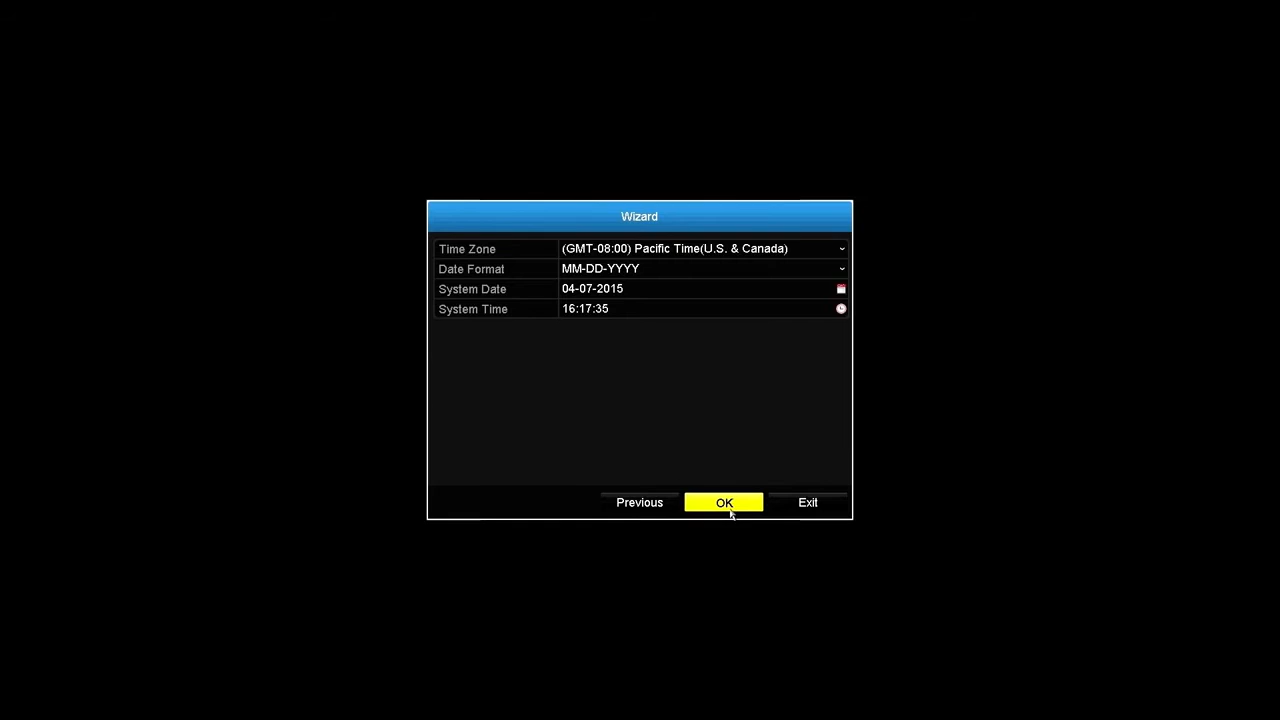 Wizard
Time Zone (GMT-08:00) Pacific Time(U.S. & Canada)
Date Format MM-DD-YYYY
System Date 04-07-2015
System Time 16:17:35
Previous OK Exit